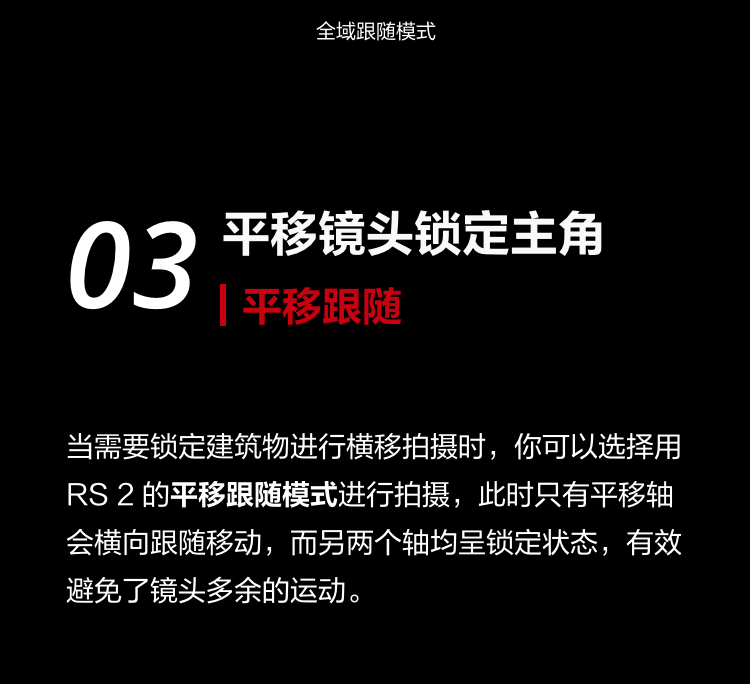 全域跟随模式
03
平移镜头锁定主角
平移跟随
当需要锁定建筑物进行横移拍摄时，你可以选择用
RS 2 的平移跟随模式进行拍摄，此时只有平移轴
会横向跟随移动，而另两个轴均呈锁定状态，有效
避免了镜头多余的运动。